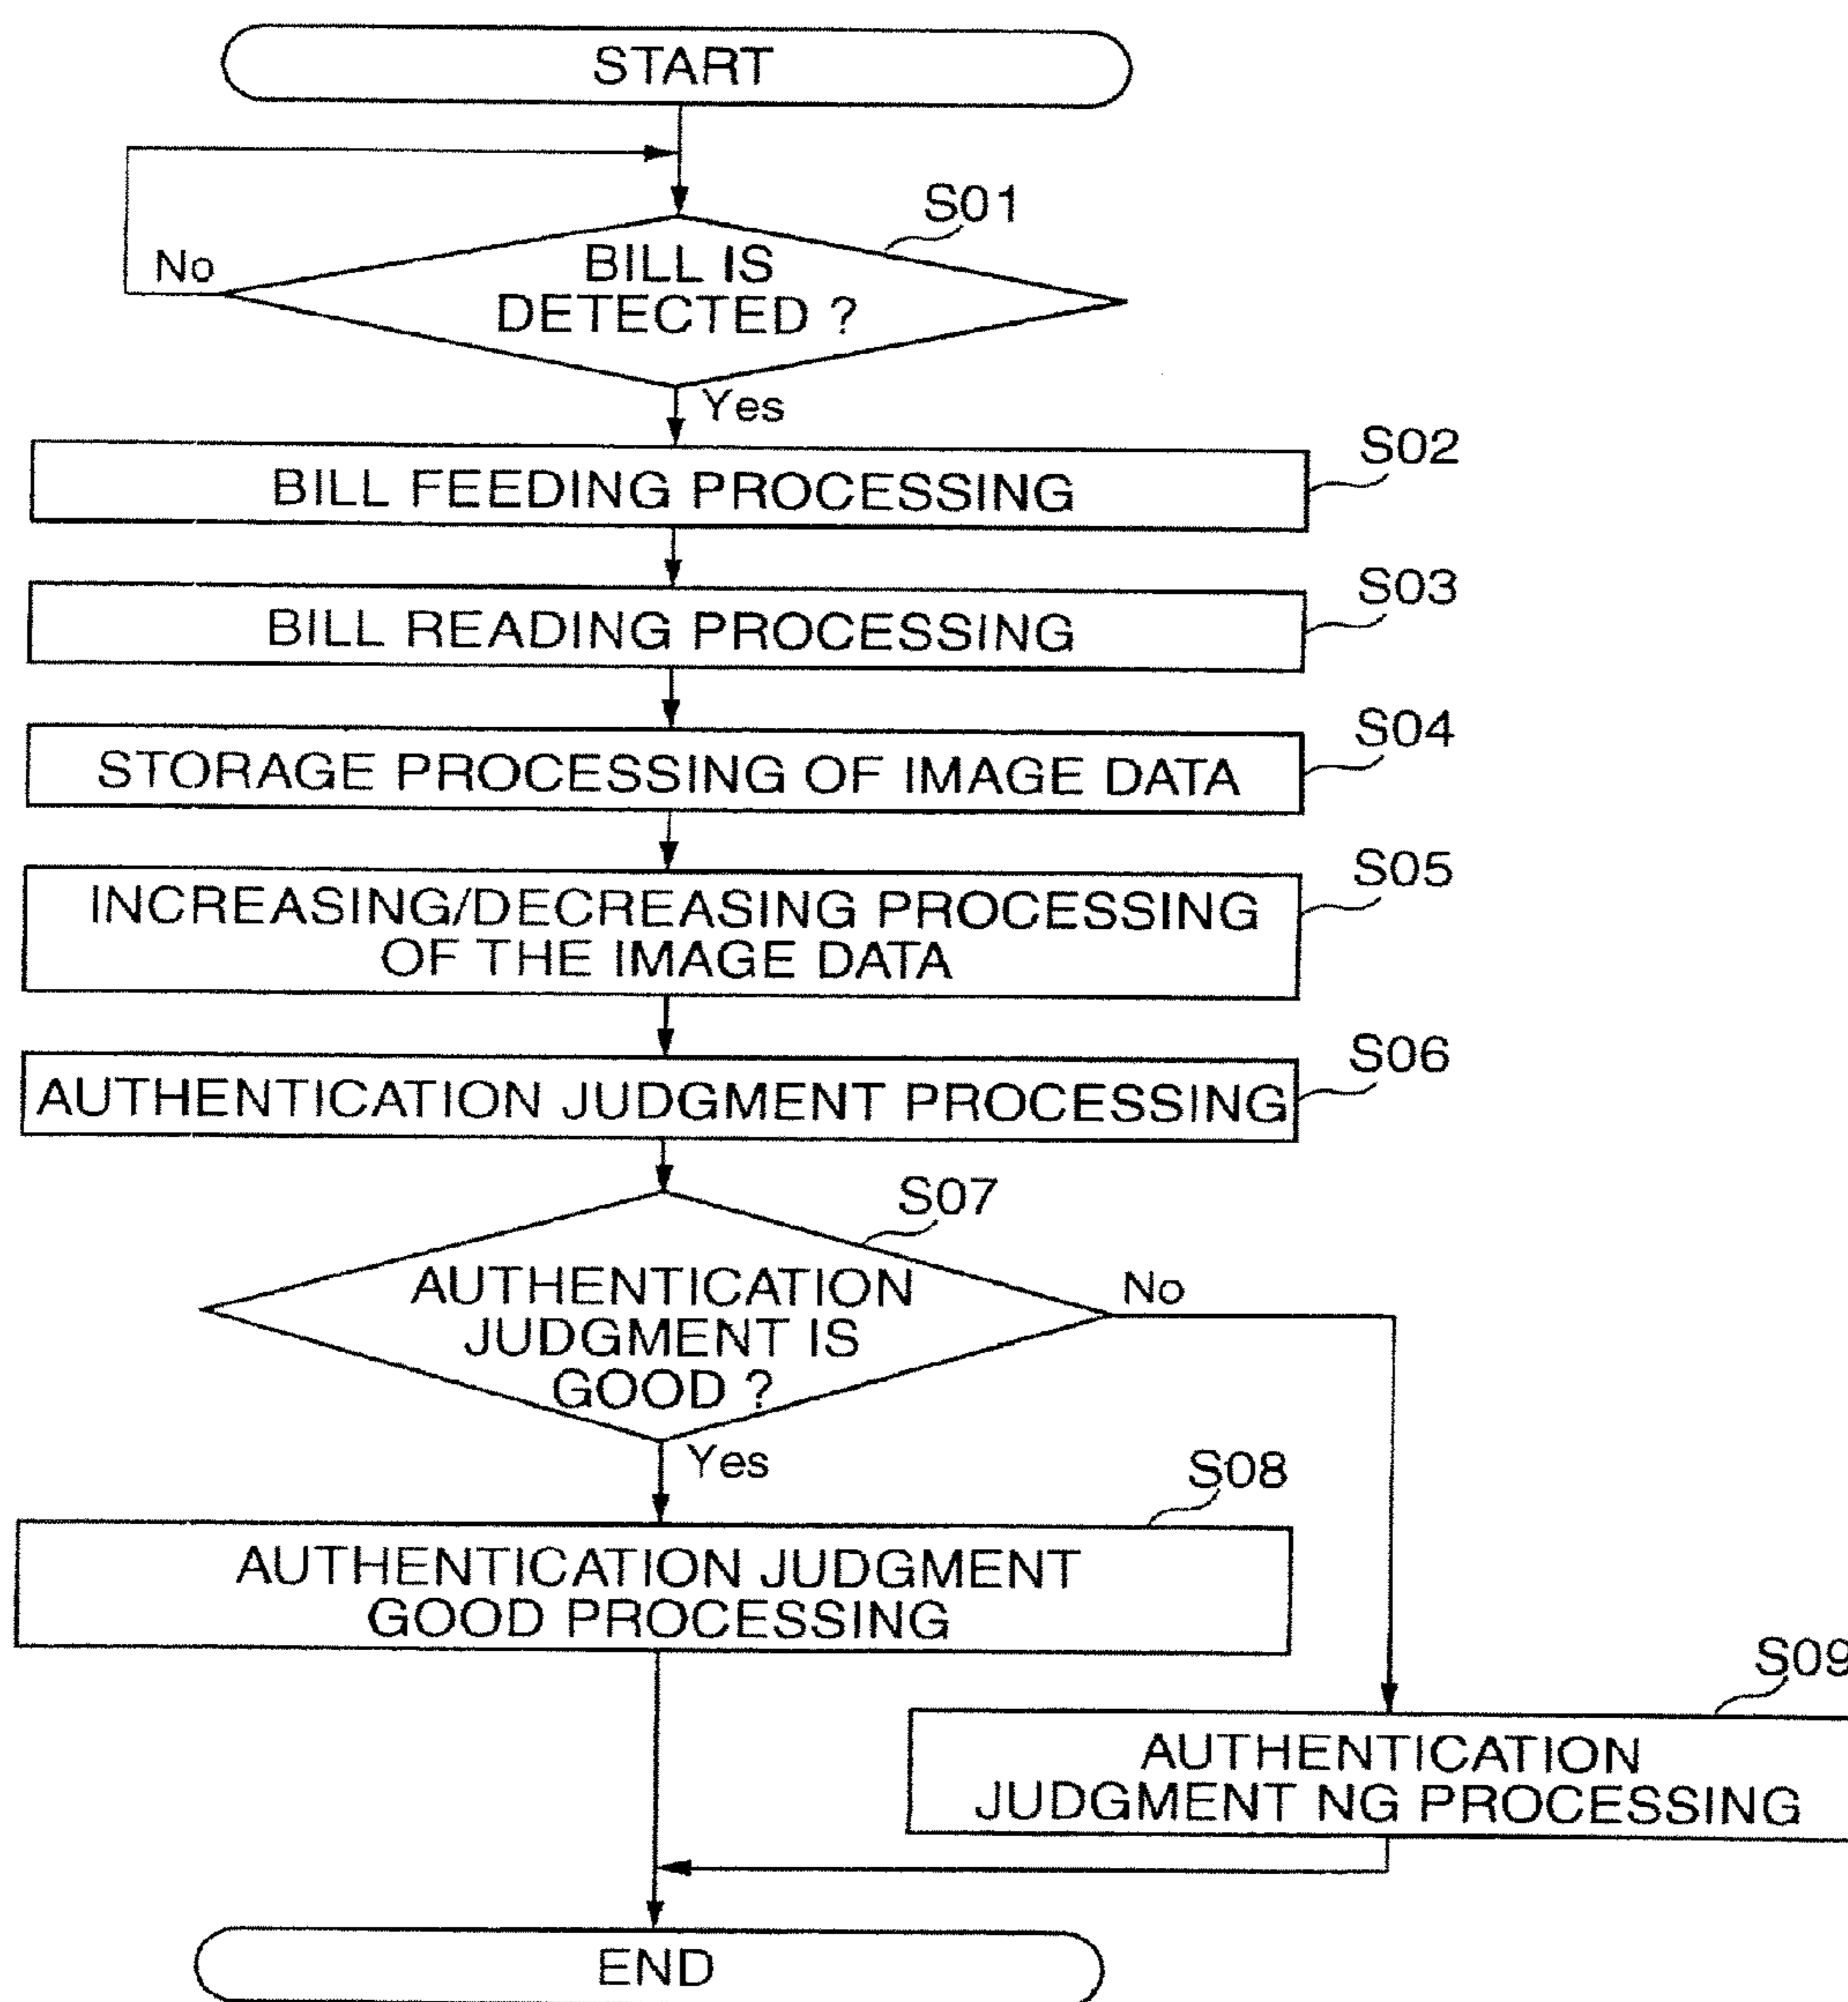 START
S01
BILL IS
DETECTED ?
No
Yes
S02
BILL FEEDING PROCESSING
S03
BILL READING PROCESSING
S04
STORAGE PROCESSING OF IMAGE DATA
S05
INCREASING/DECREASING PROCESSING
OF THE IMAGE DATA
S06
AUTHENTICATION JUDGMENT PROCESSING
S07
AUTHENTICATION
JUDGMENT IS
GOOD ?
No
Yes
S08
AUTHENTICATION JUDGMENT
GOOD PROCESSING
S09
AUTHENTICATION
JUDGMENT NG PROCESSING
END